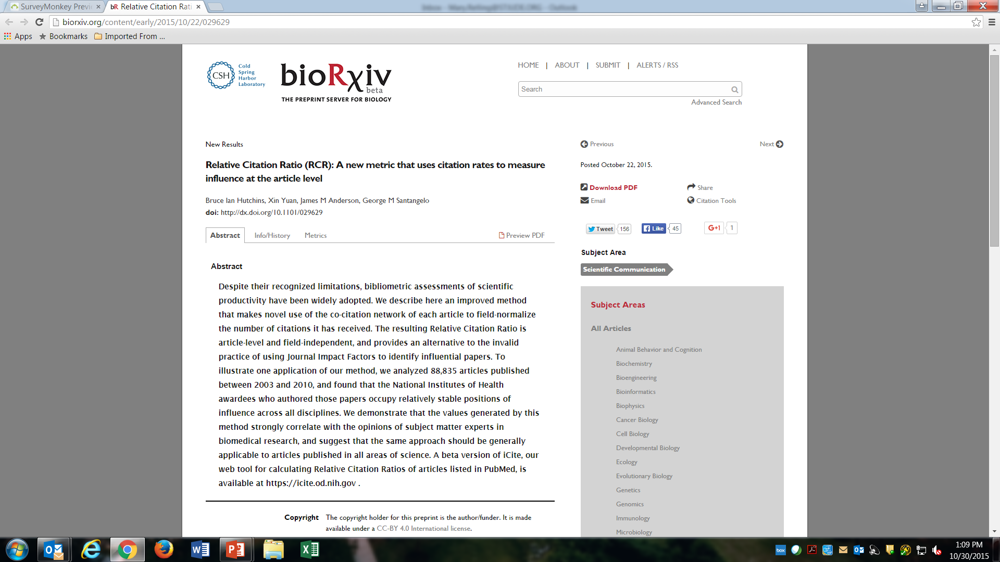 SurveyMonkey Previ
bR Relative Citation Rati
Inbox - Mary.Relling@STJUDE.ORG - Outlook
biorxiv.org/content/early/2015/10/22/029629
Apps Bookmarks Imported From ...
CSH
Cold
Spring
Harbor
Laboratory
bioRxiv
beta
THE PREPRINT SERVER FOR BIOLOGY
HOME | ABOUT | SUBMIT | ALERTS / RSS
Search
Advanced Search
New Results
Relative Citation Ratio (RCR): A new metric that uses citation rates to measure
influence at the article level
Bruce Ian Hutchins, Xin Yuan, James M Anderson, George M Santangelo
doi: http://dx.doi.org/10.1101/029629
Abstract Info/History Metrics Preview PDF
Abstract
Despite their recognized limitations, bibliometric assessments of scientific
productivity have been widely adopted. We describe here an improved method
that makes novel use of the co-citation network of each article to field-normalize
the number of citations it has received. The resulting Relative Citation Ratio is
article-level and field-independent, and provides an alternative to the invalid
practice of using Journal Impact Factors to identify influential papers. To
illustrate one application of our method, we analyzed 88,835 articles published
between 2003 and 2010, and found that the National Institutes of Health
awardees who authored those papers occupy relatively stable positions of
influence across all disciplines. We demonstrate that the values generated by this
method strongly correlate with the opinions of subject matter experts in
biomedical research, and suggest that the same approach should be generally
applicable to articles published in all areas of science. A beta version of iCite, our
web tool for calculating Relative Citation Ratios of articles listed in PubMed, is
available at https://icite.od.nih.gov .
Copyright The copyright holder for this preprint is the author/funder. It is made
available under a CC-BY 4.0 International license.
Previous Next
Posted October 22, 2015.
Download PDF Share
Email Citation Tools
Tweet 156 Like 45 G+1 1
Subject Area
Scientific Communication
Subject Areas
All Articles
Animal Behavior and Cognition
Biochemistry
Bioengineering
Bioinformatics
Biophysics
Cancer Biology
Cell Biology
Developmental Biology
Ecology
Evolutionary Biology
Genetics
Genomics
Immunology
Microbiology
box
1:09 PM
10/30/2015